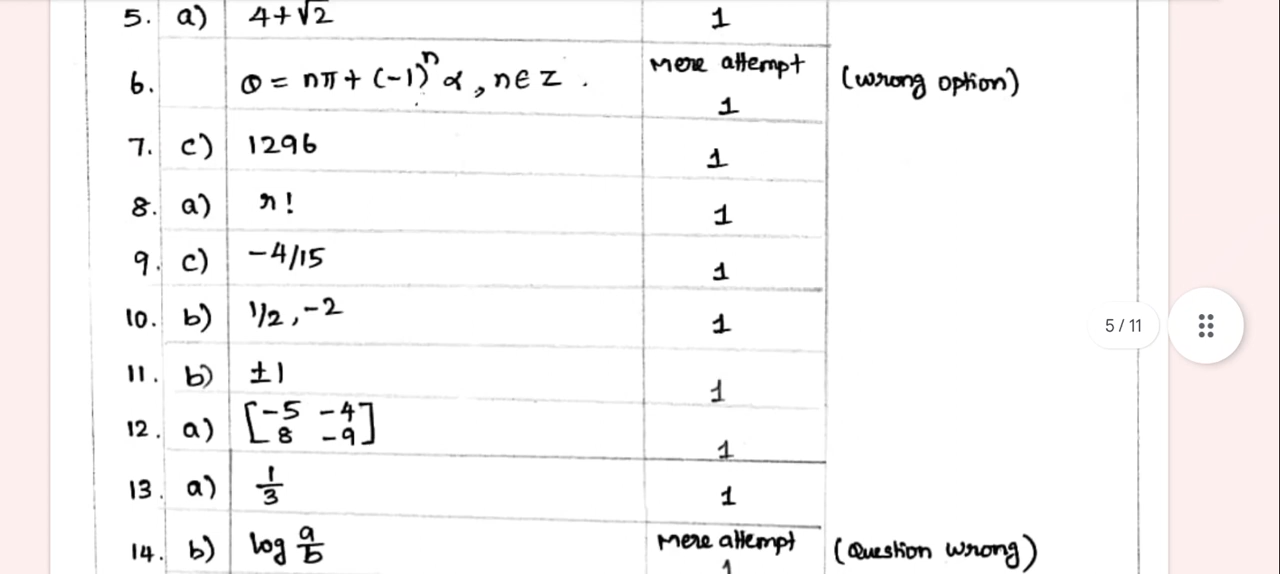 5. a) 4+√2 1
6. θ = nπ + (-1)^n α, n∈Z. Mere attempt 1 (wrong option)
7. c) 1296 1
8. a) r! 1
9. c) -4/15 1
10. b) 1/2, -2 1
11. b) ±1 1
12. a) [-5 -4
8 -9] 1
13. a) 1/3 1
14. b) log a/b Mere attempt 1 (Question wrong)
5 / 11